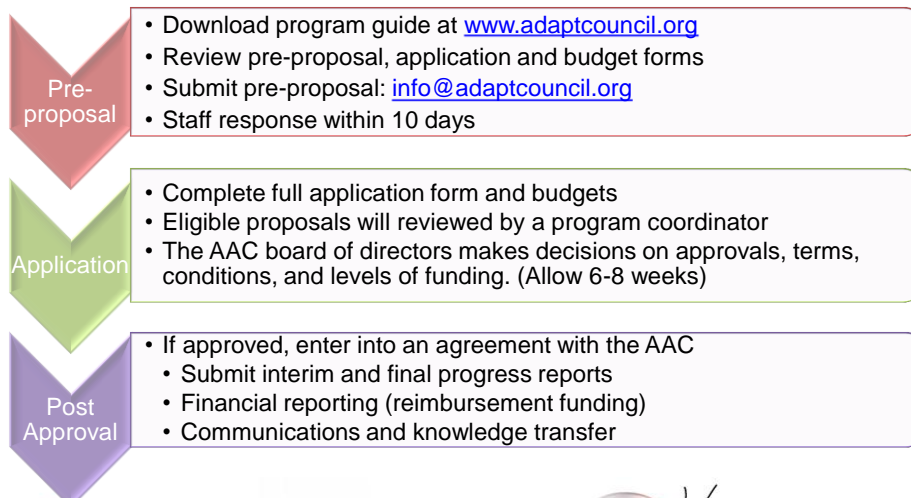 Pre-
proposal
• Download program guide at www.adaptcouncil.org
• Review pre-proposal, application and budget forms
• Submit pre-proposal: info@adaptcouncil.org
• Staff response within 10 days
Application
• Complete full application form and budgets
• Eligible proposals will reviewed by a program coordinator
• The AAC board of directors makes decisions on approvals, terms,
conditions, and levels of funding. (Allow 6-8 weeks)
Post
Approval
• If approved, enter into an agreement with the AAC
• Submit interim and final progress reports
• Financial reporting (reimbursement funding)
• Communications and knowledge transfer